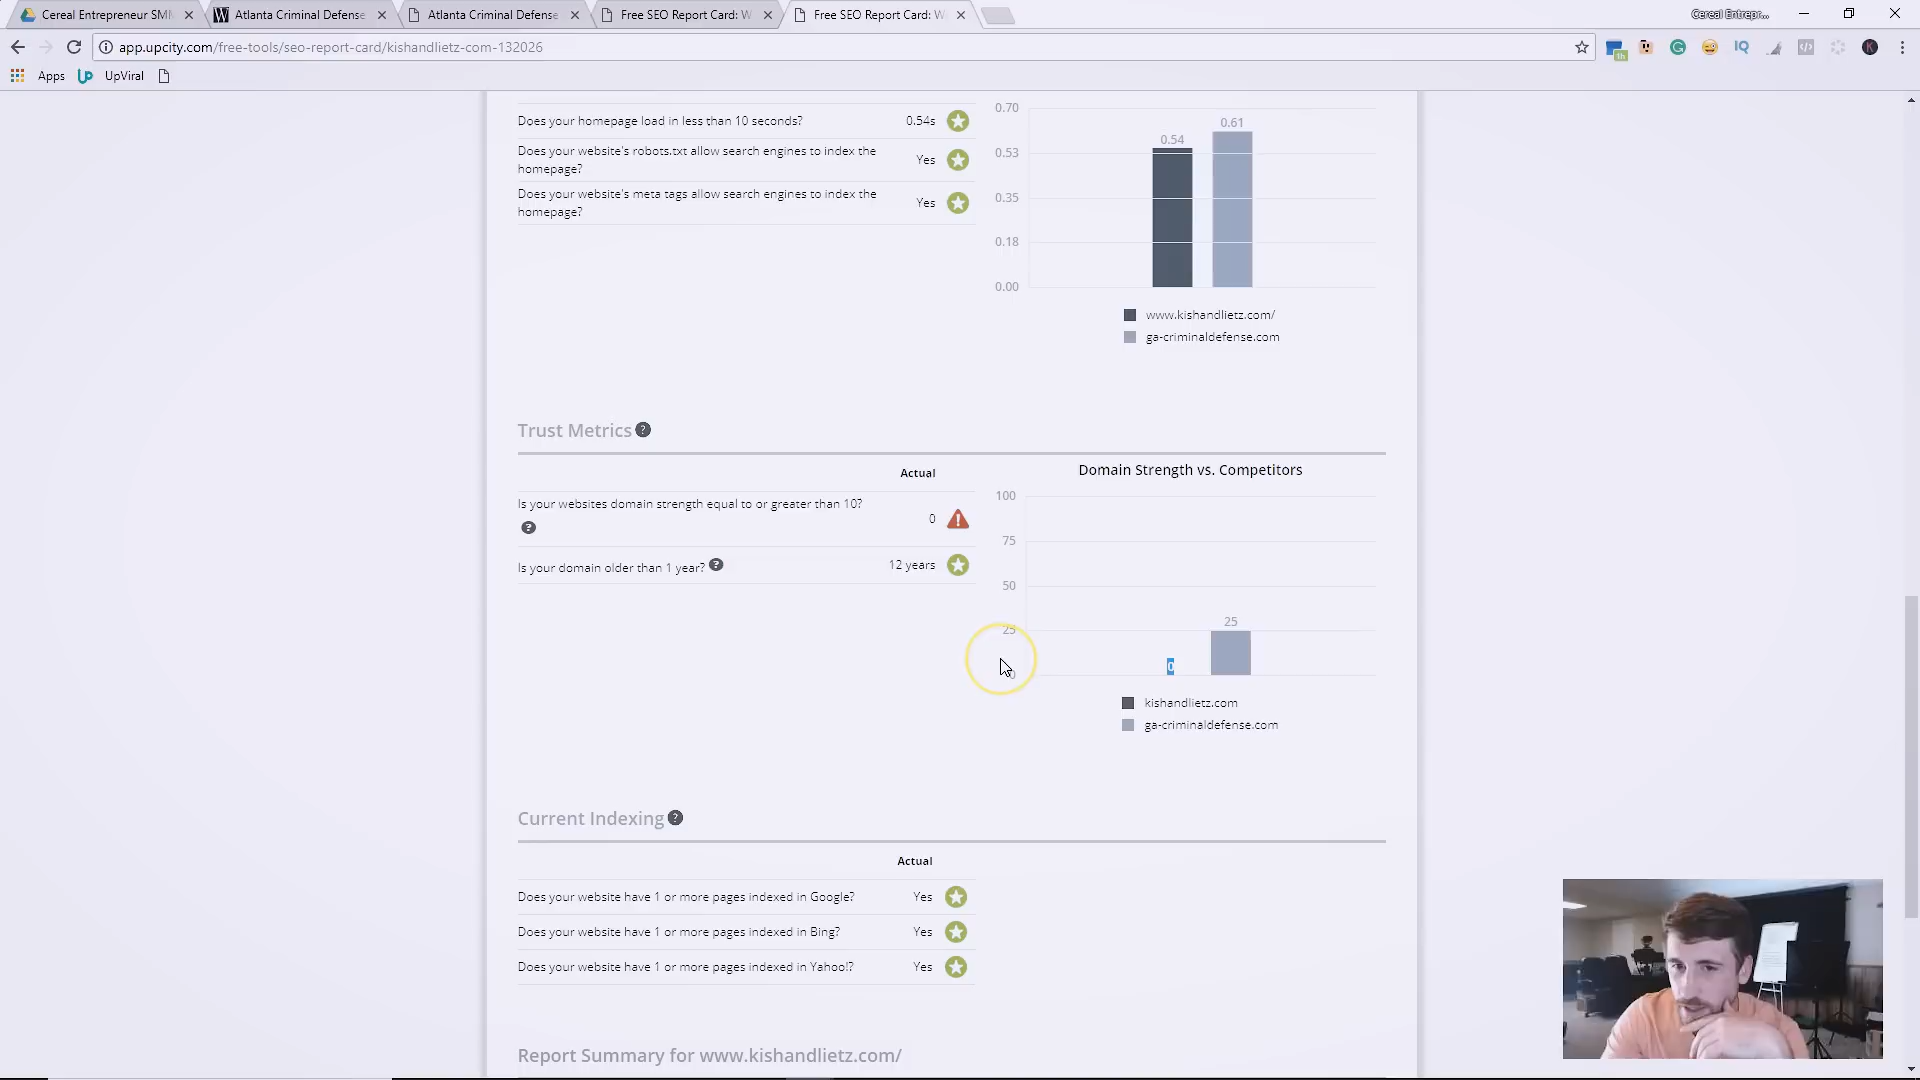 Cereal Entrepreneur SMM
Atlanta Criminal Defense
Atlanta Criminal Defense
Free SEO Report Card: W
Free SEO Report Card: W
Cereal Entrepr...
app.upcity.com/free-tools/seo-report-card/kishandlietz-com-132026
Apps
UpViral
Does your homepage load in less than 10 seconds? 0.54s
Does your website's robots.txt allow search engines to index the
homepage? Yes
Does your website's meta tags allow search engines to index the
homepage? Yes
0.70
0.53
0.35
0.18
0.00
0.54
0.61
www.kishandlietz.com/
ga-criminaldefense.com
Trust Metrics ?
Actual
Is your websites domain strength equal to or greater than 10? 0
?
Is your domain older than 1 year? ? 12 years
Domain Strength vs. Competitors
100
75
50
25
0
0
25
kishandlietz.com
ga-criminaldefense.com
Current Indexing ?
Actual
Does your website have 1 or more pages indexed in Google? Yes
Does your website have 1 or more pages indexed in Bing? Yes
Does your website have 1 or more pages indexed in Yahoo!? Yes
Report Summary for www.kishandlietz.com/